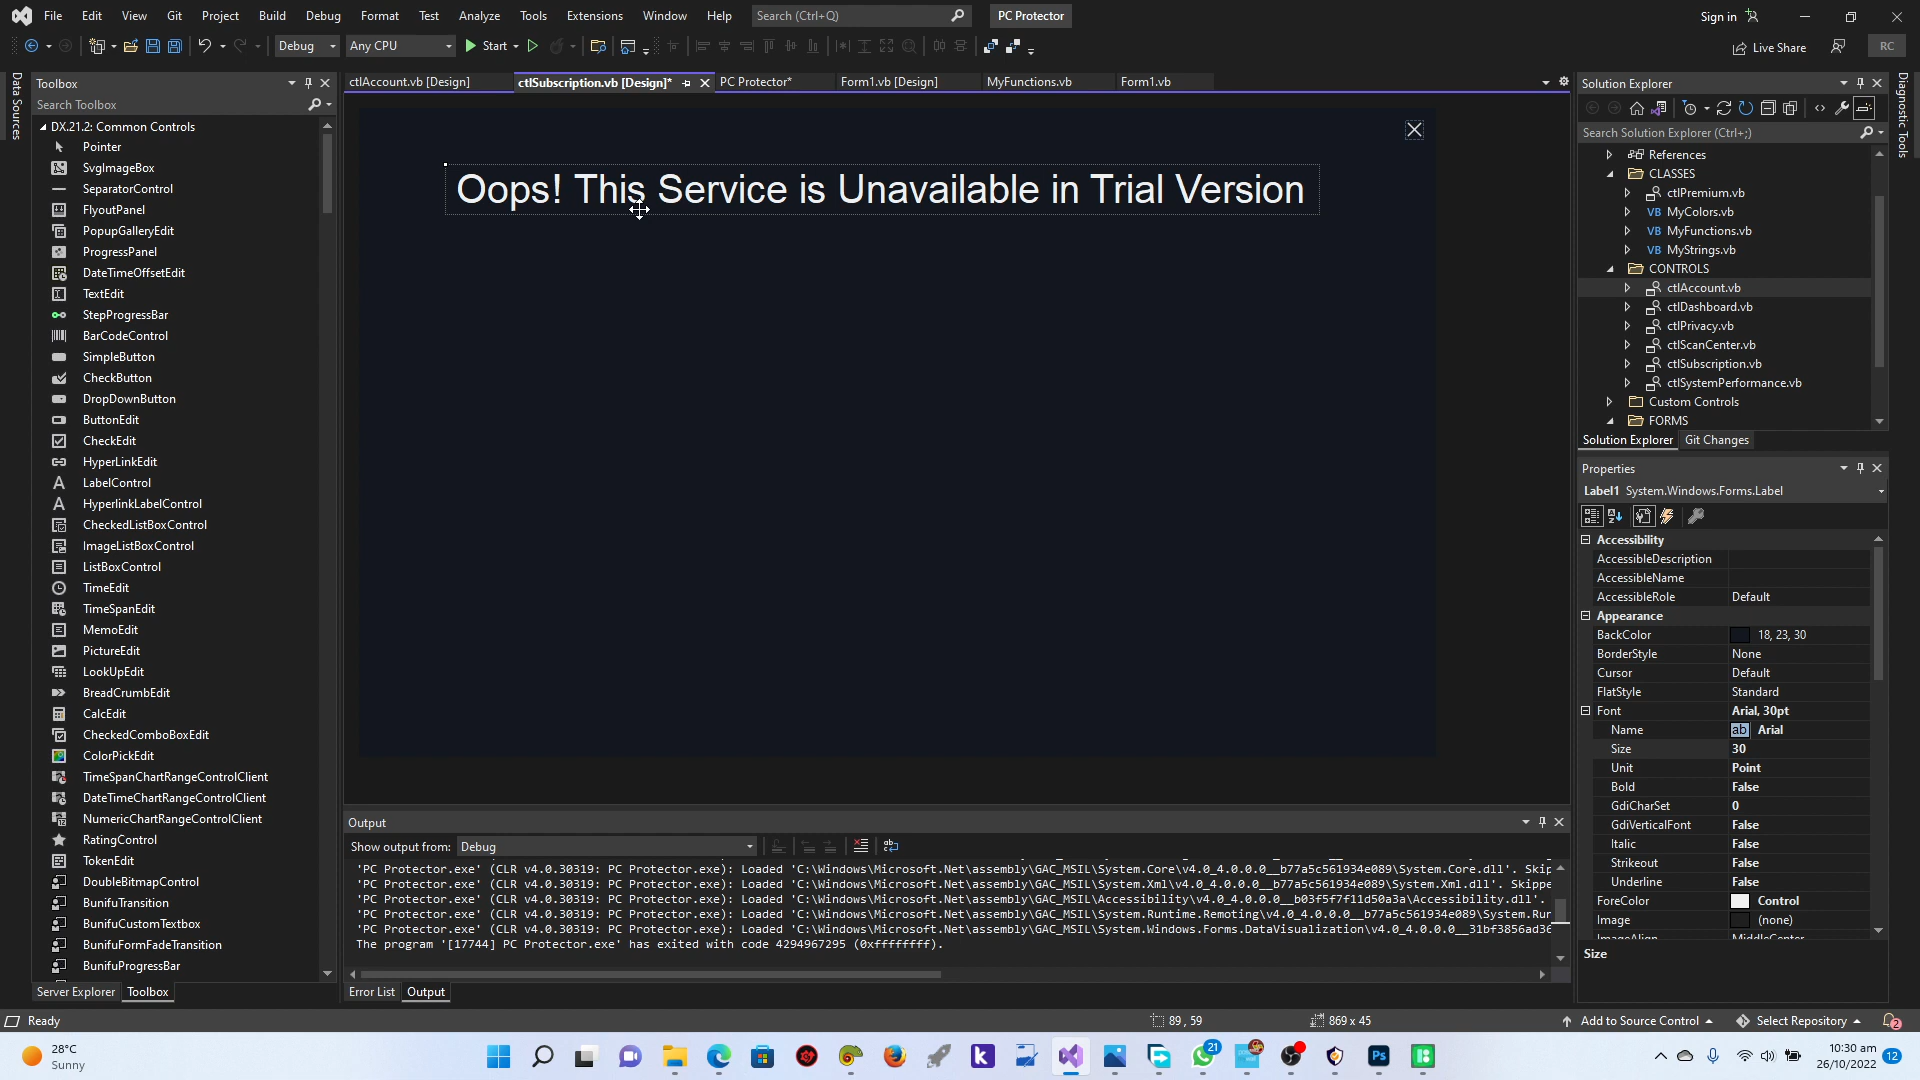 File Edit View Git Project Build Debug Format Test Analyze Tools Extensions Window Help Search (Ctrl+Q) PC Protector Sign in
Debug Any CPU Start Live Share RC
Data Sources
Toolbox
Search Toolbox
DX.21.2: Common Controls
Pointer
SvgImageBox
SeparatorControl
FlyoutPanel
PopupGalleryEdit
ProgressPanel
DateTimeOffsetEdit
TextEdit
StepProgressBar
BarCodeControl
SimpleButton
CheckButton
DropDownButton
ButtonEdit
CheckEdit
HyperLinkEdit
LabelControl
HyperlinkLabelControl
CheckedListBoxControl
ImageListBoxControl
ListBoxControl
TimeEdit
TimeSpanEdit
MemoEdit
PictureEdit
LookUpEdit
BreadCrumbEdit
CalcEdit
CheckedComboBoxEdit
ColorPickEdit
TimeSpanChartRangeControlClient
DateTimeChartRangeControlClient
NumericChartRangeControlClient
RatingControl
TokenEdit
DoubleBitmapControl
BunifuTransition
BunifuCustomTextbox
BunifuFormFadeTransition
BunifuProgressBar
Server Explorer Toolbox
ctlAccount.vb [Design] ctlSubscription.vb [Design]* PC Protector* Form1.vb [Design] MyFunctions.vb Form1.vb
Oops! This Service is Unavailable in Trial Version
Output
Show output from: Debug
'PC Protector.exe' (CLR v4.0.30319: PC Protector.exe): Loaded 'C:\Windows\Microsoft.Net\assembly\GAC_MSIL\System.Core\v4.0_4.0.0.0__b77a5c561934e089\System.Core.dll'. Skip
'PC Protector.exe' (CLR v4.0.30319: PC Protector.exe): Loaded 'C:\Windows\Microsoft.Net\assembly\GAC_MSIL\System.Xml\v4.0_4.0.0.0__b77a5c561934e089\System.Xml.dll'. Skippe
'PC Protector.exe' (CLR v4.0.30319: PC Protector.exe): Loaded 'C:\Windows\Microsoft.Net\assembly\GAC_MSIL\Accessibility\v4.0_4.0.0.0__b03f5f7f11d50a3a\Accessibility.dll'.
'PC Protector.exe' (CLR v4.0.30319: PC Protector.exe): Loaded 'C:\Windows\Microsoft.Net\assembly\GAC_MSIL\System.Runtime.Remoting\v4.0_4.0.0.0__b77a5c561934e089\System.Rur
'PC Protector.exe' (CLR v4.0.30319: PC Protector.exe): Loaded 'C:\Windows\Microsoft.Net\assembly\GAC_MSIL\System.Windows.Forms.DataVisualization\v4.0_4.0.0.0__31bf3856ad36
The program '[17744] PC Protector.exe' has exited with code 4294967295 (0xffffffff).
Error List Output
Solution Explorer
Search Solution Explorer (Ctrl+;)
References
CLASSES
ctlPremium.vb
VB MyColors.vb
VB MyFunctions.vb
VB MyStrings.vb
CONTROLS
ctlAccount.vb
ctlDashboard.vb
ctlPrivacy.vb
ctlScanCenter.vb
ctlSubscription.vb
ctlSystemPerformance.vb
Custom Controls
FORMS
Solution Explorer Git Changes
Properties
Label1 System.Windows.Forms.Label
Accessibility
AccessibleDescription
AccessibleName
AccessibleRole Default
Appearance
BackColor 18, 23, 30
BorderStyle None
Cursor Default
FlatStyle Standard
Font Arial, 30pt
Name ab Arial
Size 30
Unit Point
Bold False
GdiCharSet 0
GdiVerticalFont False
Italic False
Strikeout False
Underline False
ForeColor Control
Image (none)
ImageAlign MiddleCenter
Size
Diagnostic Tools
Ready 89 , 59 869 x 45 Add to Source Control Select Repository 2
28°C
Sunny
21
Ps
10:30 am
26/10/2022
12